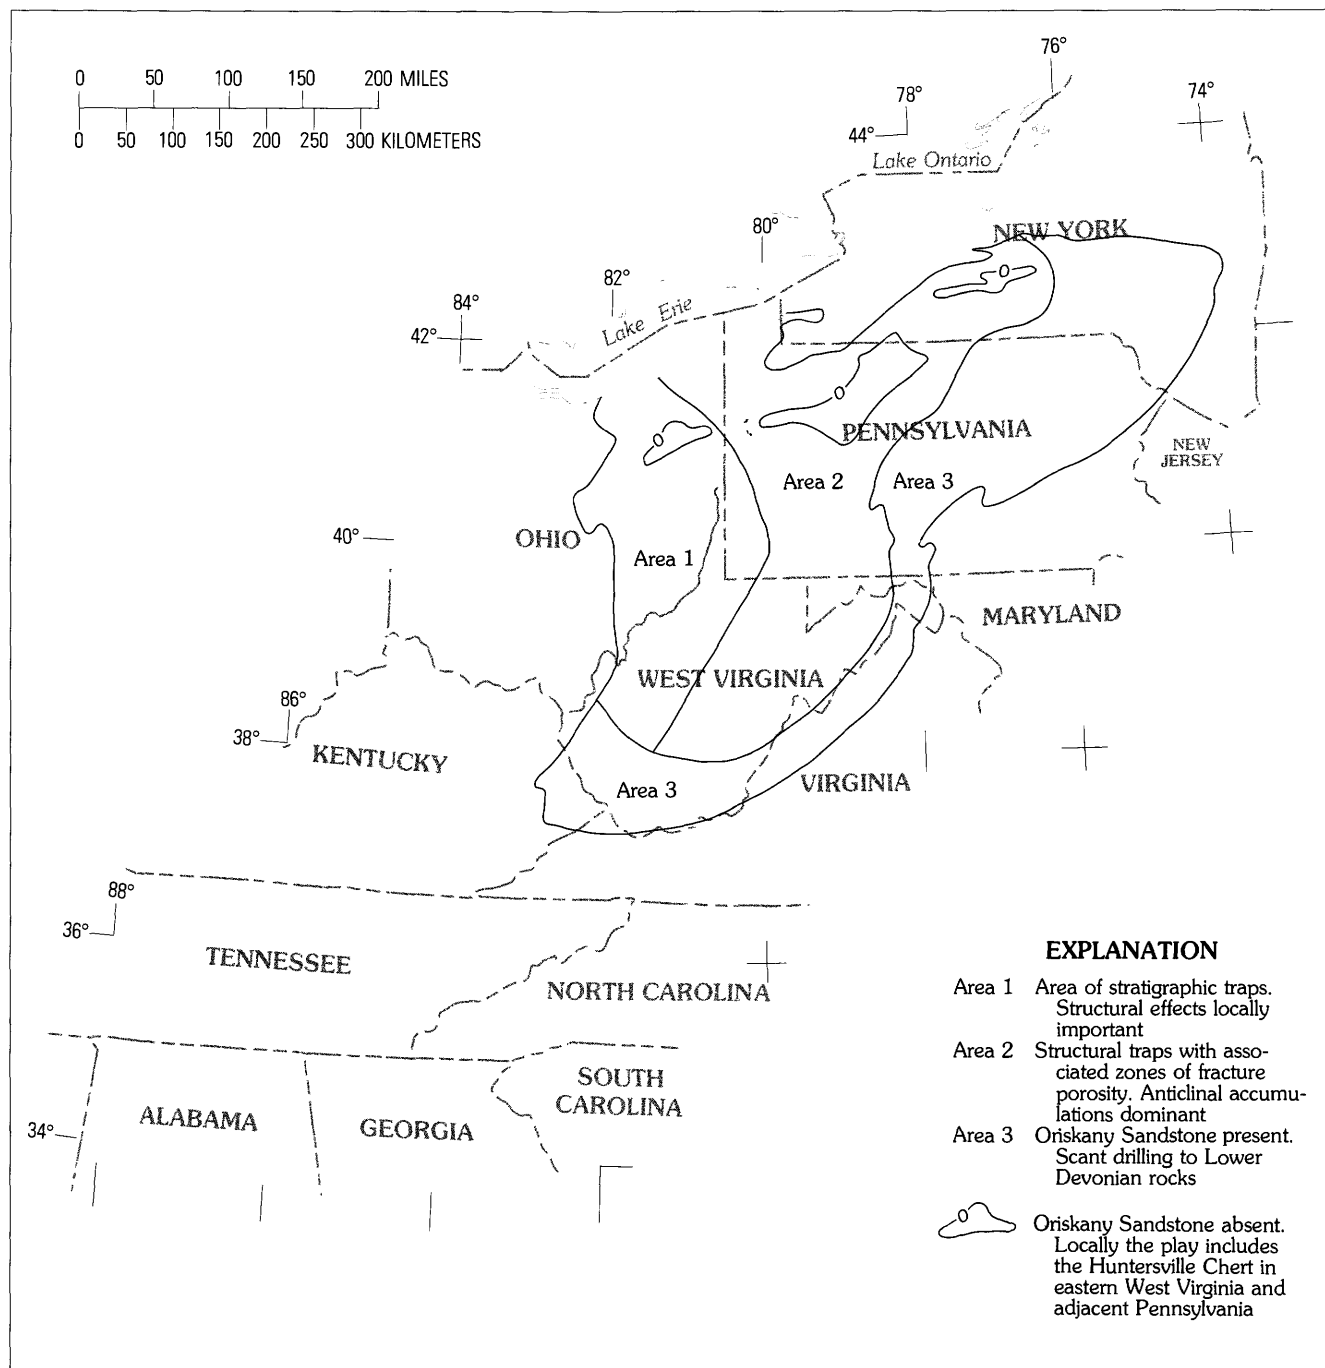 0 50 100 150 200 MILES
0 50 100 150 200 250 300 KILOMETERS
76°
78°
74°
44°
Lake Ontario
80°
NEW YORK
0
82°
84°
Lake Erie
42°
0
PENNSYLVANIA
0
NEW
JERSEY
Area 2
Area 3
40°
OHIO
Area 1
MARYLAND
WEST VIRGINIA
86°
38°
KENTUCKY
VIRGINIA
Area 3
88°
36°
TENNESSEE
NORTH CAROLINA
SOUTH
CAROLINA
ALABAMA
GEORGIA
34°
EXPLANATION
Area 1 Area of stratigraphic traps.
Structural effects locally
important
Area 2 Structural traps with asso-
ciated zones of fracture
porosity. Anticlinal accumu-
lations dominant
Area 3 Oriskany Sandstone present.
Scant drilling to Lower
Devonian rocks
0 Oriskany Sandstone absent.
Locally the play includes
the Huntersville Chert in
eastern West Virginia and
adjacent Pennsylvania